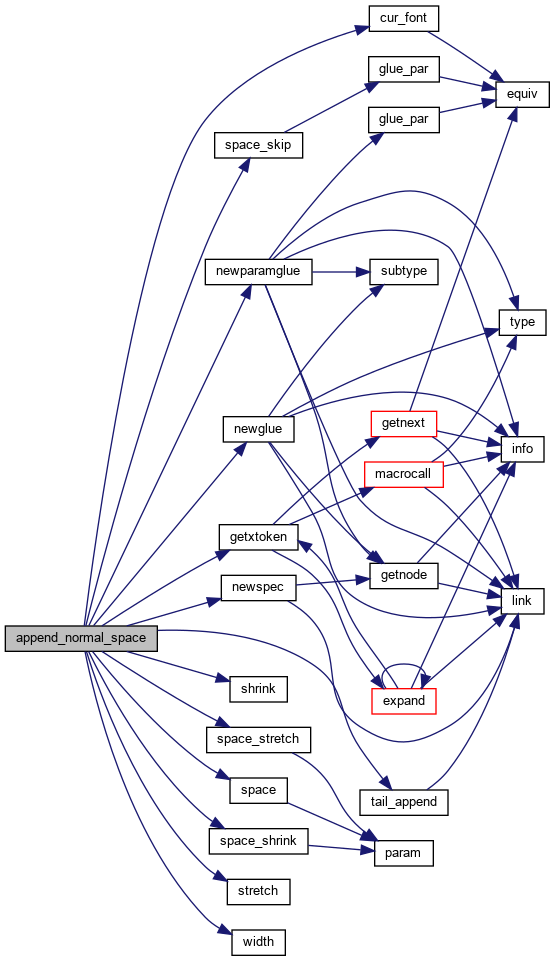 cur_font
glue_par
equiv
glue_par
space_skip
newparamglue
subtype
type
newglue
getnext
info
macrocall
getxtoken
getnode
newspec
link
append_normal_space
shrink
expand
space_stretch
space
tail_append
space_shrink
param
stretch
width